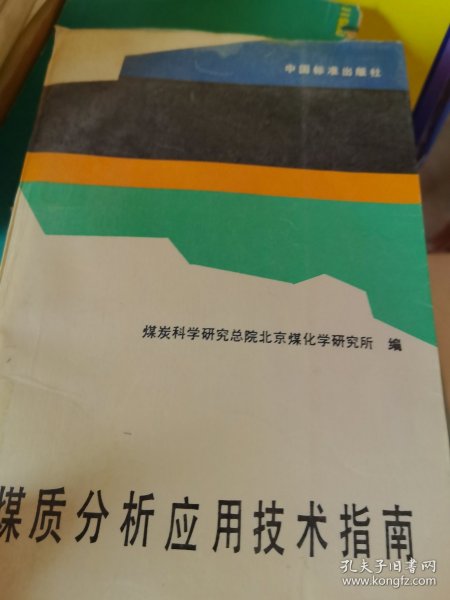 中国标准出版社
煤炭科学研究总院北京煤化学研究所 编
煤质分析应用技术指南
孔夫子旧书网
www.kongfz.com